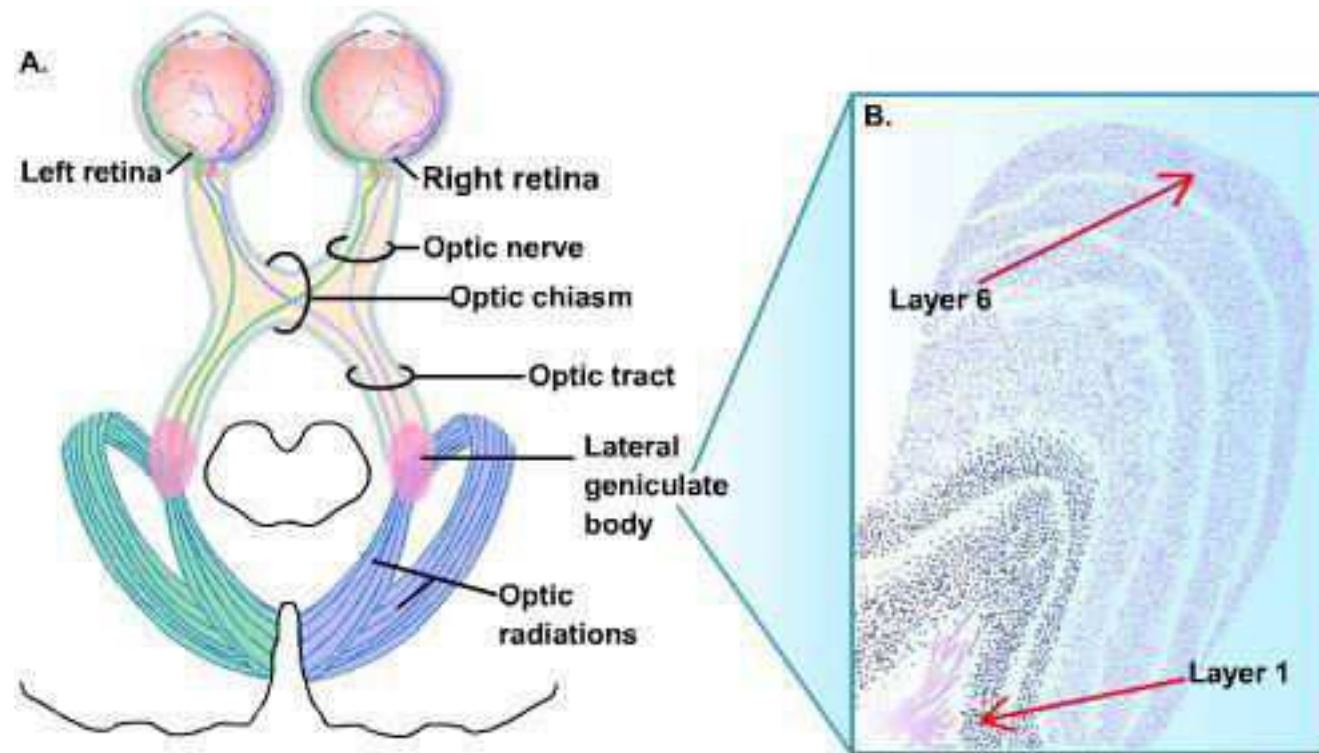 A.
Left retina
Right retina
Optic nerve
Optic chiasm
Optic tract
Lateral
geniculate
body
Optic
radiations
B.
Layer 6
Layer 1